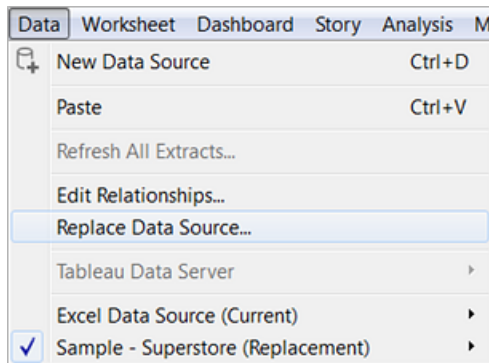 Data Worksheet Dashboard Story Analysis M
New Data Source Ctrl+D
Paste Ctrl+V
Refresh All Extracts...
Edit Relationships...
Replace Data Source...
Tableau Data Server
Excel Data Source (Current)
Sample - Superstore (Replacement)